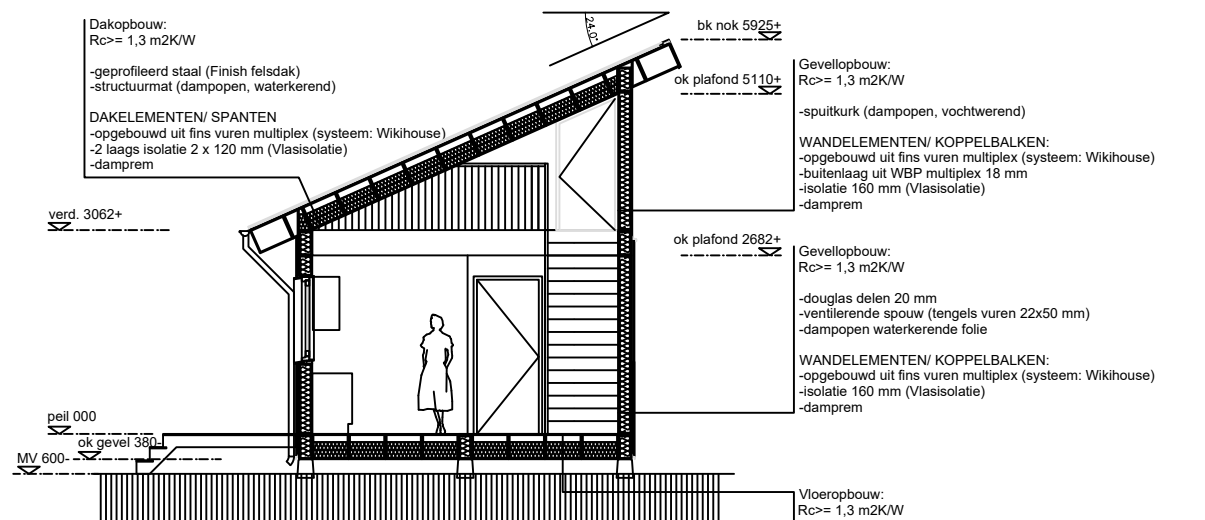 Dakopbouw:
Rc>= 1,3 m2K/W
-geprofileerd staal (Finish felsdak)
-structuurmat (dampopen, waterkerend)
DAKELEMENTEN/ SPANTEN
-opgebouwd uit fins vuren multiplex (systeem: Wikihouse)
-2 laags isolatie 2 x 120 mm (Vlasisolatie)
-damprem
24.0°
bk nok 5925+
ok plafond 5110+
Gevellopbouw:
Rc>= 1,3 m2K/W
-spuitkurk (dampopen, vochtwerend)
WANDELEMENTEN/ KOPPELBALKEN:
-opgebouwd uit fins vuren multiplex (systeem: Wikihouse)
-buitenlaag uit WBP multiplex 18 mm
-isolatie 160 mm (Vlasisolatie)
-damprem
verd. 3062+
ok plafond 2682+
Gevellopbouw:
Rc>= 1,3 m2K/W
-douglas delen 20 mm
-ventilerende spouw (tengels vuren 22x50 mm)
-dampopen waterkerende folie
WANDELEMENTEN/ KOPPELBALKEN:
-opgebouwd uit fins vuren multiplex (systeem: Wikihouse)
-isolatie 160 mm (Vlasisolatie)
-damprem
peil 000
ok gevel 380-
MV 600-
Vloeropbouw:
Rc>= 1,3 m2K/W